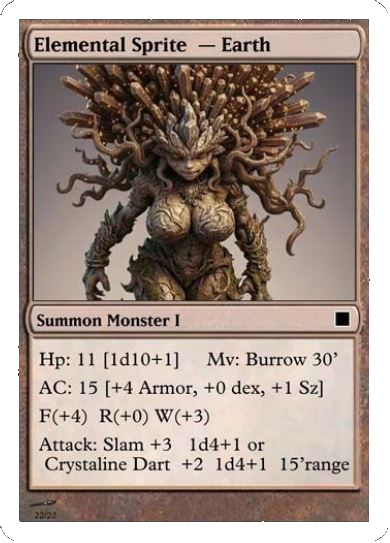 Elemental Sprite — Earth
Summon Monster I
Hp: 11 [1d10+1] Mv: Burrow 30’
AC: 15 [+4 Armor, +0 dex, +1 Sz]
F(+4) R(+0) W(+3)
Attack: Slam +3 1d4+1 or
Crystaline Dart +2 1d4+1 15’range
22/22